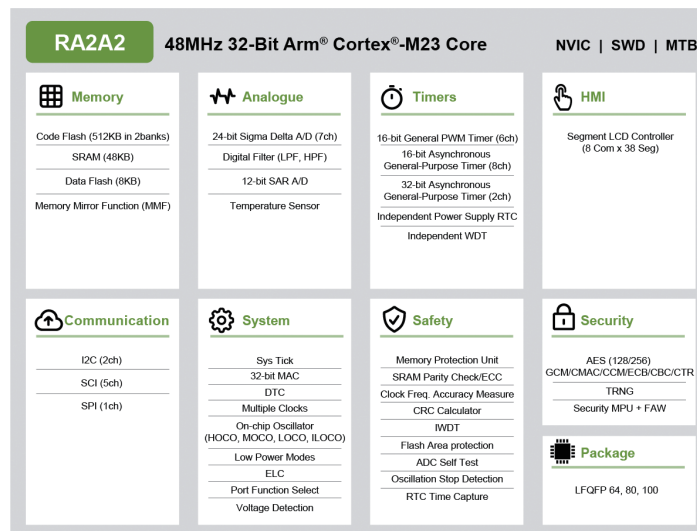 RA2A2
48MHz 32-Bit Arm® Cortex®-M23 Core
NVIC | SWD | MTB
Memory
Code Flash (512KB in 2banks)
SRAM (48KB)
Data Flash (8KB)
Memory Mirror Function (MMF)
Analogue
24-bit Sigma Delta A/D (7ch)
Digital Filter (LPF, HPF)
12-bit SAR A/D
Temperature Sensor
Timers
16-bit General PWM Timer (6ch)
16-bit Asynchronous
General-Purpose Timer (8ch)
32-bit Asynchronous
General-Purpose Timer (2ch)
Independent Power Supply RTC
Independent WDT
HMI
Segment LCD Controller
(8 Com x 38 Seg)
Communication
I2C (2ch)
SCI (5ch)
SPI (1ch)
System
Sys Tick
32-bit MAC
DTC
Multiple Clocks
On-chip Oscillator
(HOCO, MOCO, LOCO, ILOCO)
Low Power Modes
ELC
Port Function Select
Voltage Detection
Safety
Memory Protection Unit
SRAM Parity Check/ECC
Clock Freq. Accuracy Measure
CRC Calculator
IWDT
Flash Area protection
ADC Self Test
Oscillation Stop Detection
RTC Time Capture
Security
AES (128/256)
GCM/CMAC/CCM/ECB/CBC/CTR
TRNG
Security MPU + FAW
Package
LFQFP 64, 80, 100